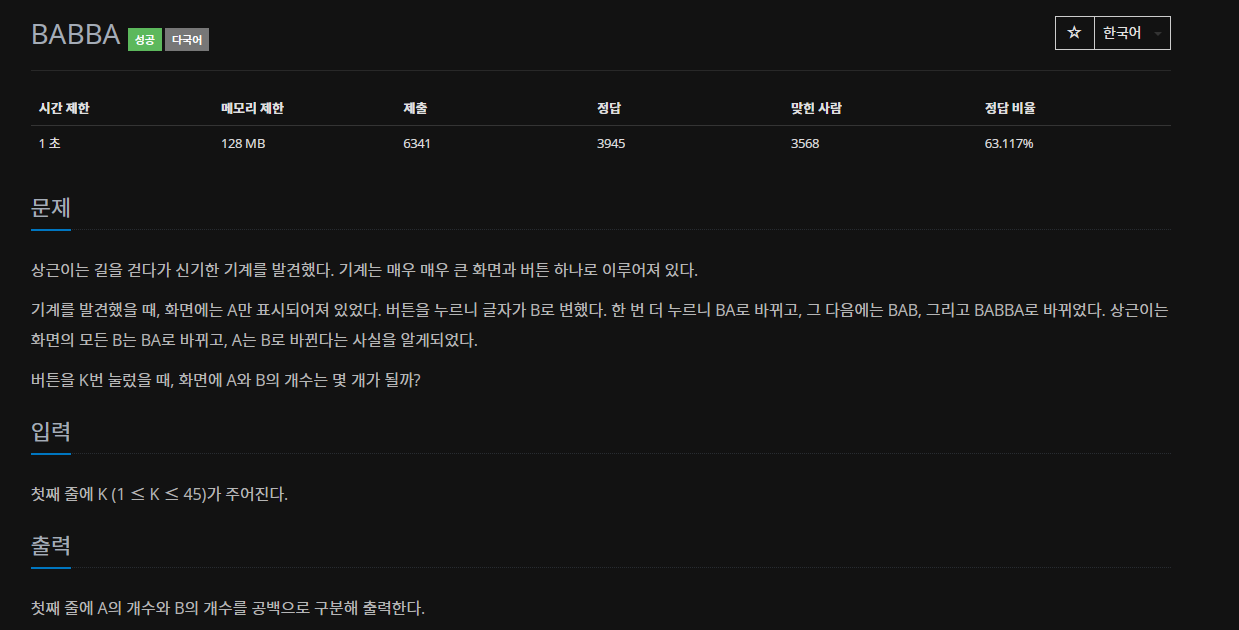 BABBA 성공 다국어 ☆ 한국어
시간 제한 메모리 제한 제출 정답 맞힌 사람 정답 비율
1 초 128 MB 6341 3945 3568 63.117%
문제
상근이는 길을 걷다가 신기한 기계를 발견했다. 기계는 매우 매우 큰 화면과 버튼 하나로 이루어져 있다.
기계를 발견했을 때, 화면에는 A만 표시되어져 있었다. 버튼을 누르니 글자가 B로 변했다. 한 번 더 누르니 BA로 바뀌고, 그 다음에는 BAB, 그리고 BABBA로 바뀌었다. 상근이는
화면의 모든 B는 BA로 바뀌고, A는 B로 바뀐다는 사실을 알게되었다.
버튼을 K번 눌렀을 때, 화면에 A와 B의 개수는 몇 개가 될까?
입력
첫째 줄에 K (1 ≤ K ≤ 45)가 주어진다.
출력
첫째 줄에 A의 개수와 B의 개수를 공백으로 구분해 출력한다.